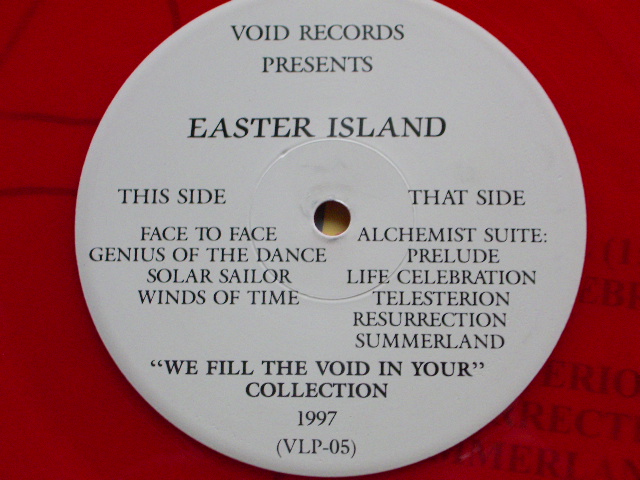 VOID RECORDS
PRESENTS
EASTER ISLAND
THIS SIDE
FACE TO FACE
GENIUS OF THE DANCE
SOLAR SAILOR
WINDS OF TIME
THAT SIDE
ALCHEMIST SUITE:
PRELUDE
LIFE CELEBRATION
TELESTERION
RESURRECTION
SUMMERLAND
"WE FILL THE VOID IN YOUR"
COLLECTION
1997
(VLP-05)